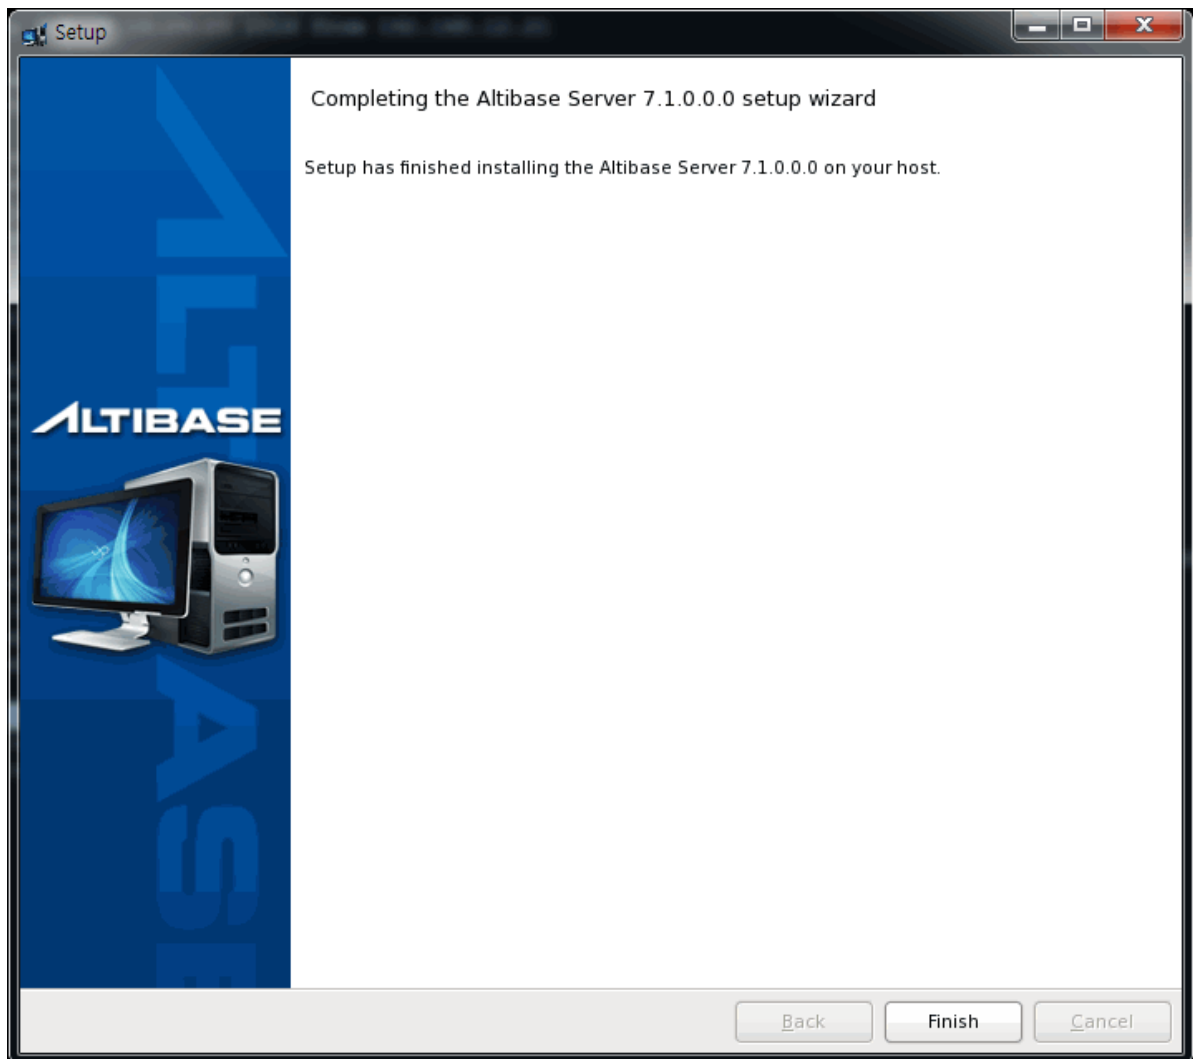 Setup
Completing the Altibase Server 7.1.0.0.0 setup wizard
Setup has finished installing the Altibase Server 7.1.0.0.0 on your host.
ALTIBASE
ALTIBASE
Back
Finish
Cancel